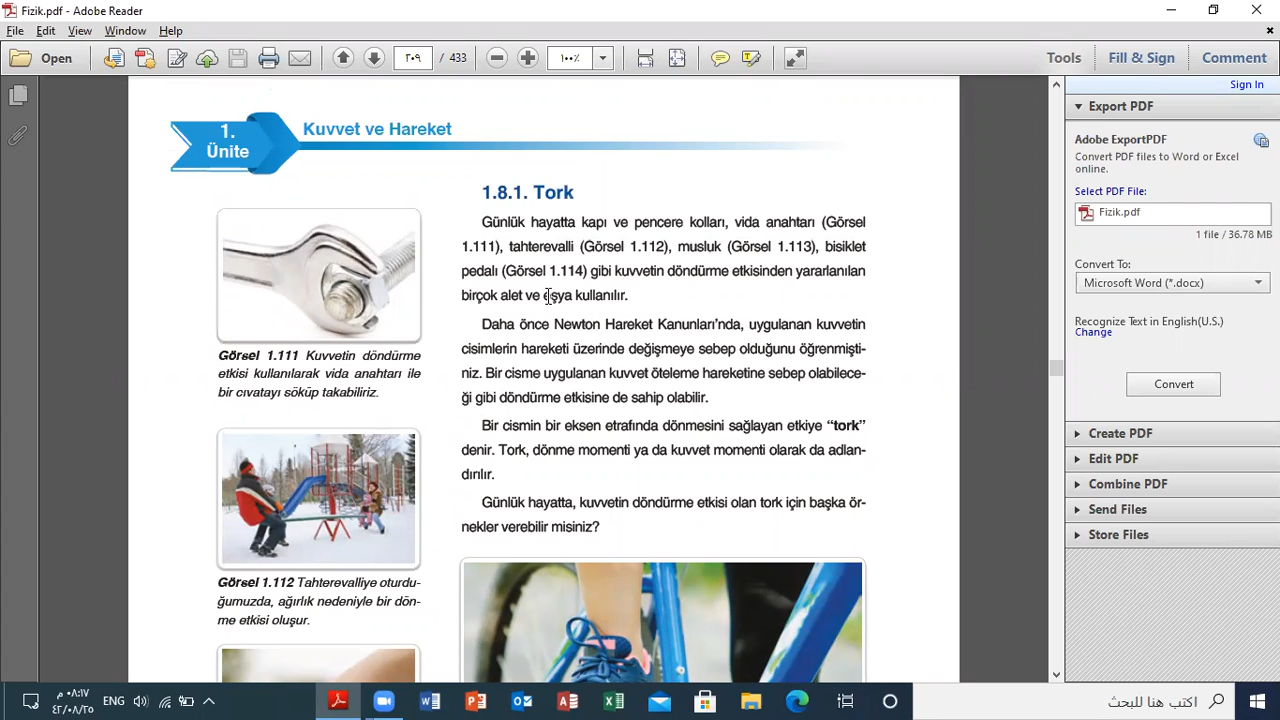 Fizik.pdf - Adobe Reader
File Edit View Window Help
Open
٢٠٩ / 433
١٠٠٪
Tools Fill & Sign Comment
Sign In
Export PDF
Adobe ExportPDF
Convert PDF files to Word or Excel
online.
Select PDF File:
Fizik.pdf
1 file / 36.78 MB
Convert To:
Microsoft Word (*.docx)
Recognize Text in English(U.S.)
Change
Convert
Create PDF
Edit PDF
Combine PDF
Send Files
Store Files
1.
Ünite
Kuvvet ve Hareket
1.8.1. Tork
Günlük hayatta kapı ve pencere kolları, vida anahtarı (Görsel
1.111), tahterevalli (Görsel 1.112), musluk (Görsel 1.113), bisiklet
pedalı (Görsel 1.114) gibi kuvvetin döndürme etkisinden yararlanılan
birçok alet ve eşya kullanılır.
Daha önce Newton Hareket Kanunları’nda, uygulanan kuvvetin
cisimlerin hareketi üzerinde değişmeye sebep olduğunu öğrenmişti-
niz. Bir cisme uygulanan kuvvet öteleme hareketine sebep olabilece-
ği gibi döndürme etkisine de sahip olabilir.
Bir cismin bir eksen etrafında dönmesini sağlayan etkiye “tork”
denir. Tork, dönme momenti ya da kuvvet momenti olarak da adlan-
dırılır.
Günlük hayatta, kuvvetin döndürme etkisi olan tork için başka ör-
nekler verebilir misiniz?
Görsel 1.111 Kuvvetin döndürme
etkisi kullanılarak vida anahtarı ile
bir cıvatayı söküp takabiliriz.
Görsel 1.112 Tahterevalliye oturdu-
ğumuzda, ağırlık nedeniyle bir dön-
me etkisi oluşur.
٠٨:١٧ م
٤٢/٠٨/٢٥
ENG
اكتب هنا للبحث